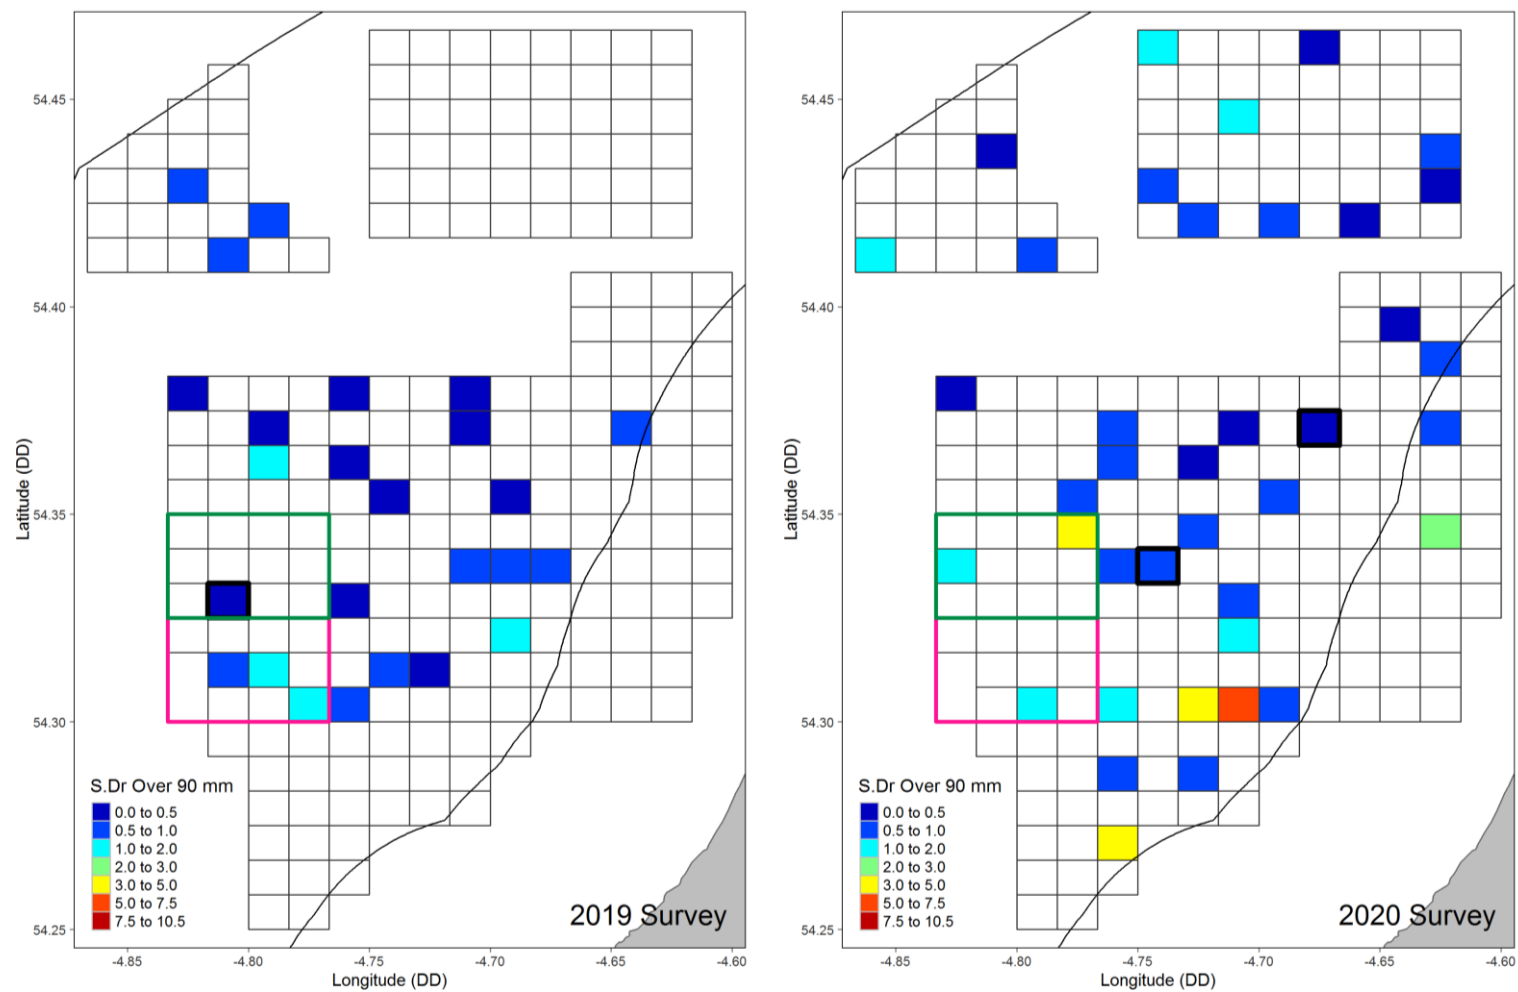 54.45
54.40
54.35
54.30
54.25
Latitude (DD)
S.Dr Over 90 mm
0.0 to 0.5
0.5 to 1.0
1.0 to 2.0
2.0 to 3.0
3.0 to 5.0
5.0 to 7.5
7.5 to 10.5
2019 Survey
-4.85 -4.80 -4.75 -4.70 -4.65 -4.60
Longitude (DD)
54.45
54.40
54.35
54.30
54.25
Latitude (DD)
S.Dr Over 90 mm
0.0 to 0.5
0.5 to 1.0
1.0 to 2.0
2.0 to 3.0
3.0 to 5.0
5.0 to 7.5
7.5 to 10.5
2020 Survey
-4.85 -4.80 -4.75 -4.70 -4.65 -4.60
Longitude (DD)